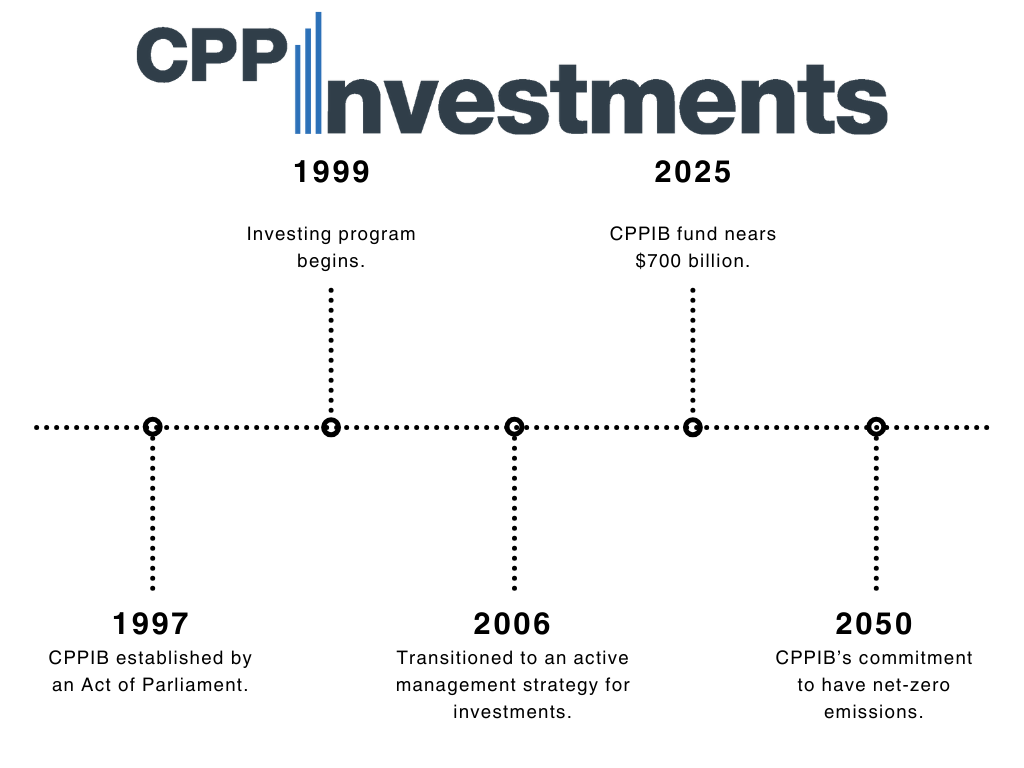 CPP Investments
1999
Investing program
begins.
2025
CPPIB fund nears
$700 billion.
1997
CPPIB established by
an Act of Parliament.
2006
Transitioned to an active
management strategy for
investments.
2050
CPPIB’s commitment
to have net-zero
emissions.